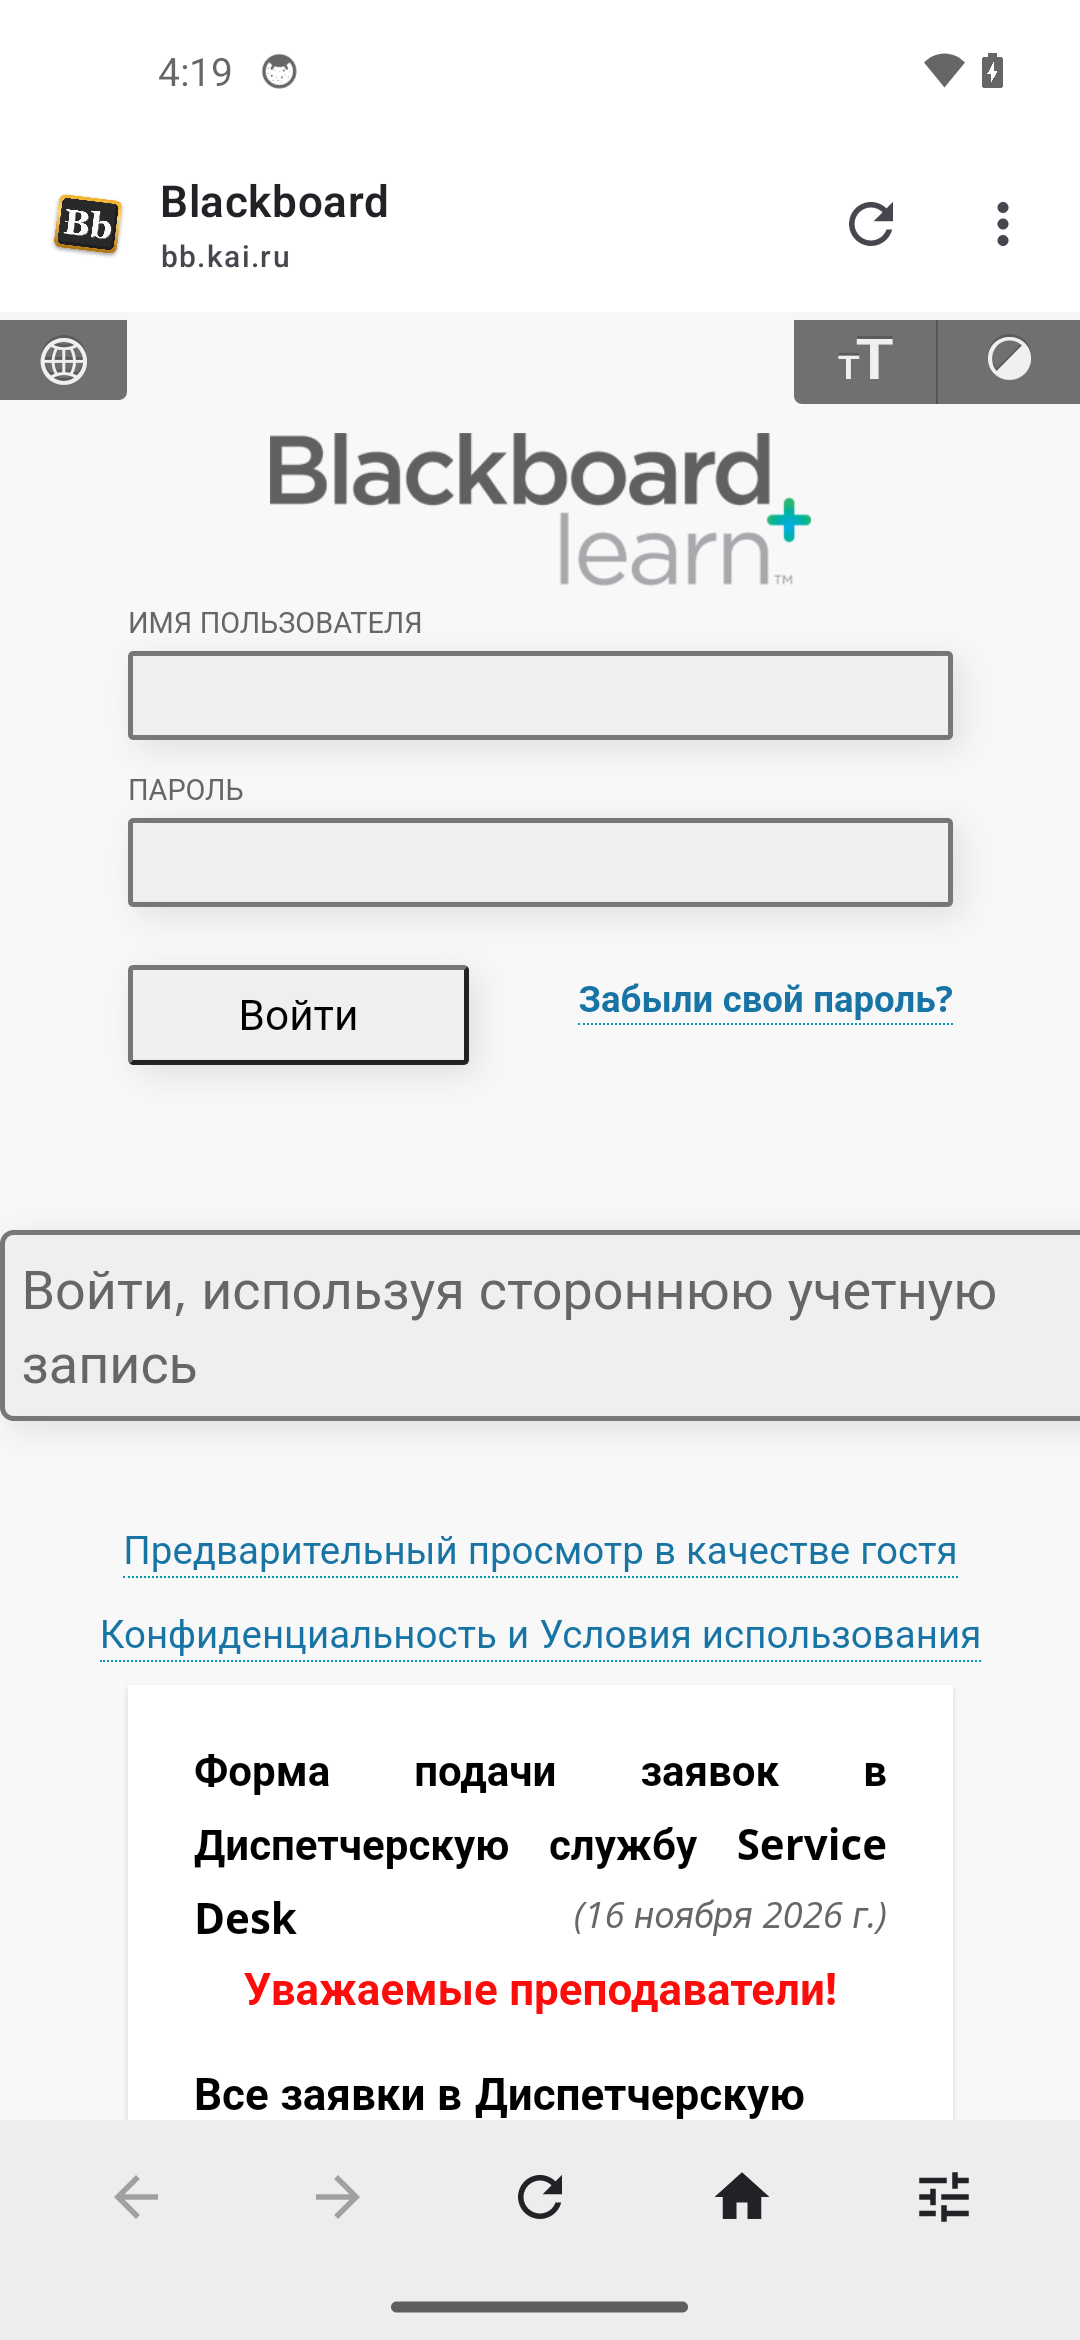 4:19
Blackboard
bb.kai.ru
Bb
тT
Blackboard
learn+™
ИМЯ ПОЛЬЗОВАТЕЛЯ
ПАРОЛЬ
Войти
Забыли свой пароль?
Войти, используя стороннюю учетную
запись
Предварительный просмотр в качестве гостя
Конфиденциальность и Условия использования
Форма подачи заявок в
Диспетчерскую службу Service
Desk (16 ноября 2026 г.)
Уважаемые преподаватели!
Все заявки в Диспетчерскую